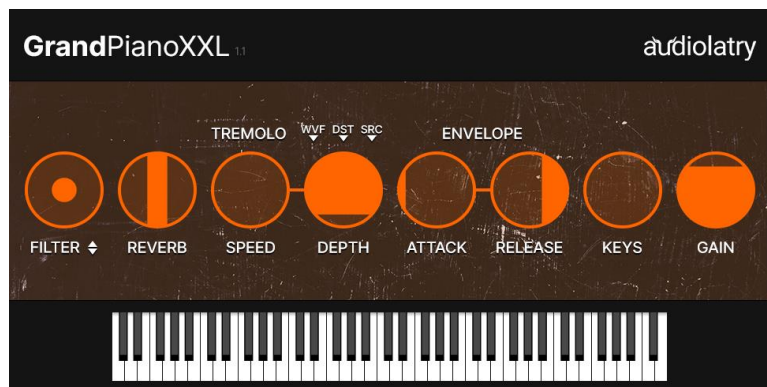 GrandPianoXXL 1.1
audiolatry
TREMOLO WVF DST SRC ENVELOPE
FILTER REVERB SPEED DEPTH ATTACK RELEASE KEYS GAIN